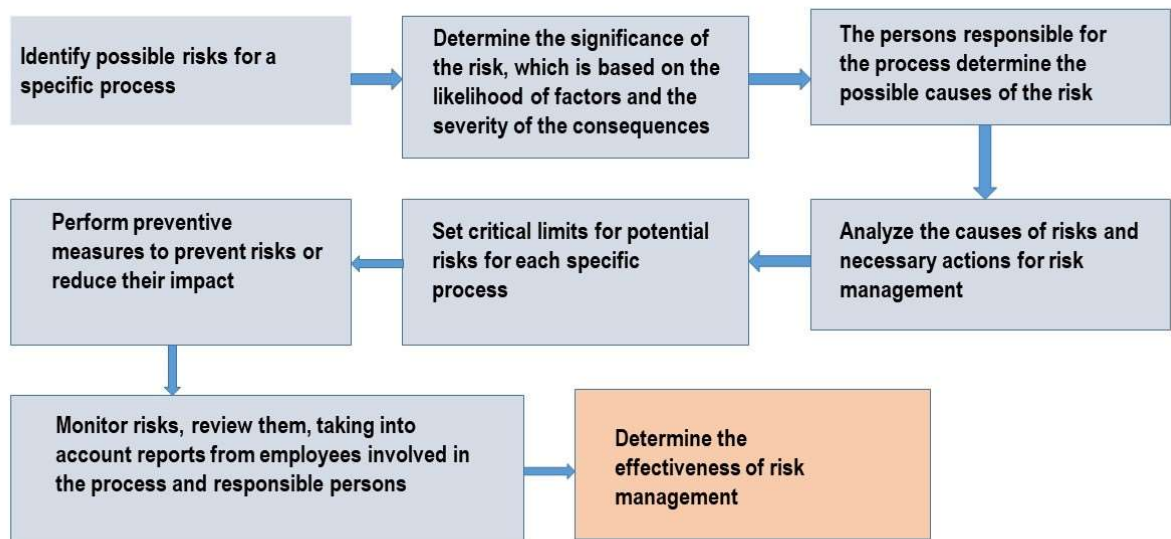 Identify possible risks for a
specific process
Determine the significance of
the risk, which is based on the
likelihood of factors and the
severity of the consequences
The persons responsible for
the process determine the
possible causes of the risk
Analyze the causes of risks and
necessary actions for risk
management
Set critical limits for potential
risks for each specific
process
Perform preventive
measures to prevent risks or
reduce their impact
Monitor risks, review them, taking into
account reports from employees involved in
the process and responsible persons
Determine the
effectiveness of risk
management